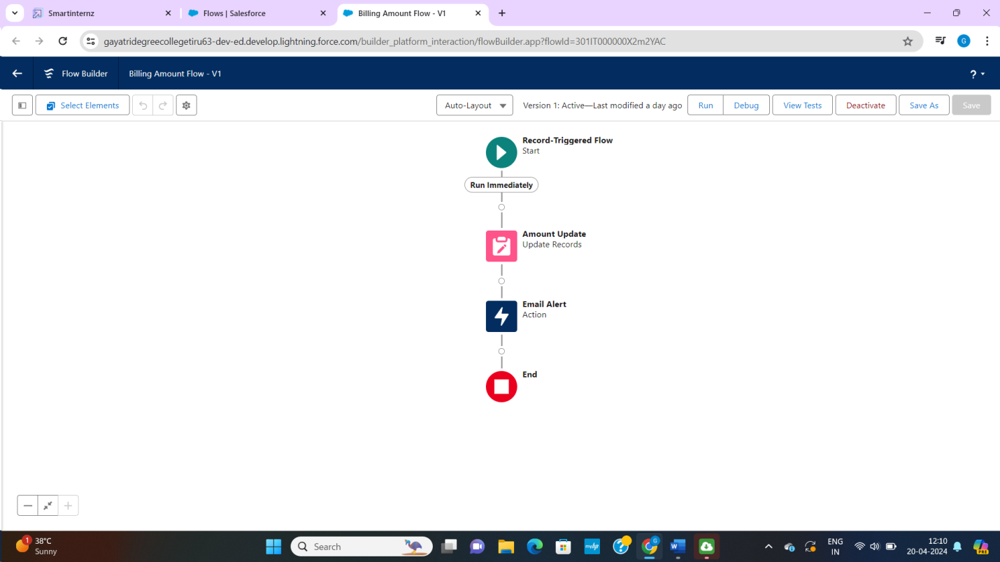 Smartinternz
Flows | Salesforce
Billing Amount Flow - V1
gayatridegreecollegetiru63-dev-ed.develop.lightning.force.com/builder_platform_interaction/flowBuilder.app?flowId=301IT000000X2m2YAC
G
Flow Builder
Billing Amount Flow - V1
?
Select Elements
Auto-Layout
Version 1: Active—Last modified a day ago
Run
Debug
View Tests
Deactivate
Save As
Save
Record-Triggered Flow
Start
Run Immediately
Amount Update
Update Records
Email Alert
Action
End
1
38°C
Sunny
Search
myhp
?
G
W
ENG
IN
12:10
20-04-2024
PRE